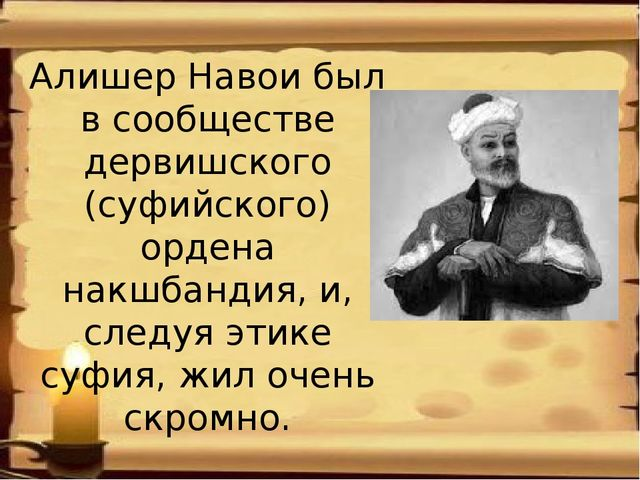 Алишер Навои был
в сообществе
дервишского
(суфийского)
ордена
накшбандия, и,
следуя этике
суфия, жил очень
скромно.